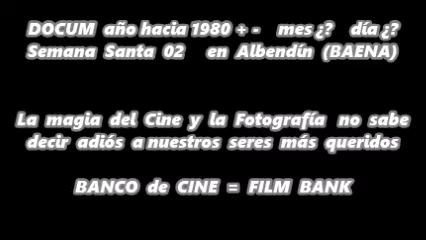 DOCUM año hacia 1980 + - mes ¿? día ¿?
Semana Santa 02 en Albendín (BAENA)
La magia del Cine y la Fotografía no sabe
decir adiós a nuestros seres más queridos
BANCO de CINE = FILM BANK